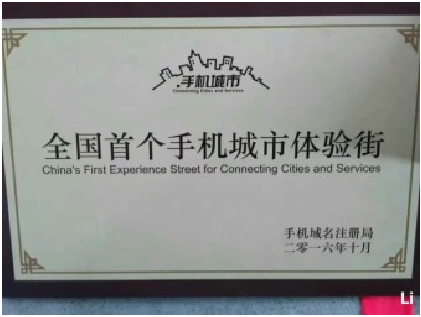 .手机城市
Connecting Cities and Services
全国首个手机城市体验街
China's First Experience Street for Connecting Cities and Services
手机域名注册局
二零一六年十月
Li